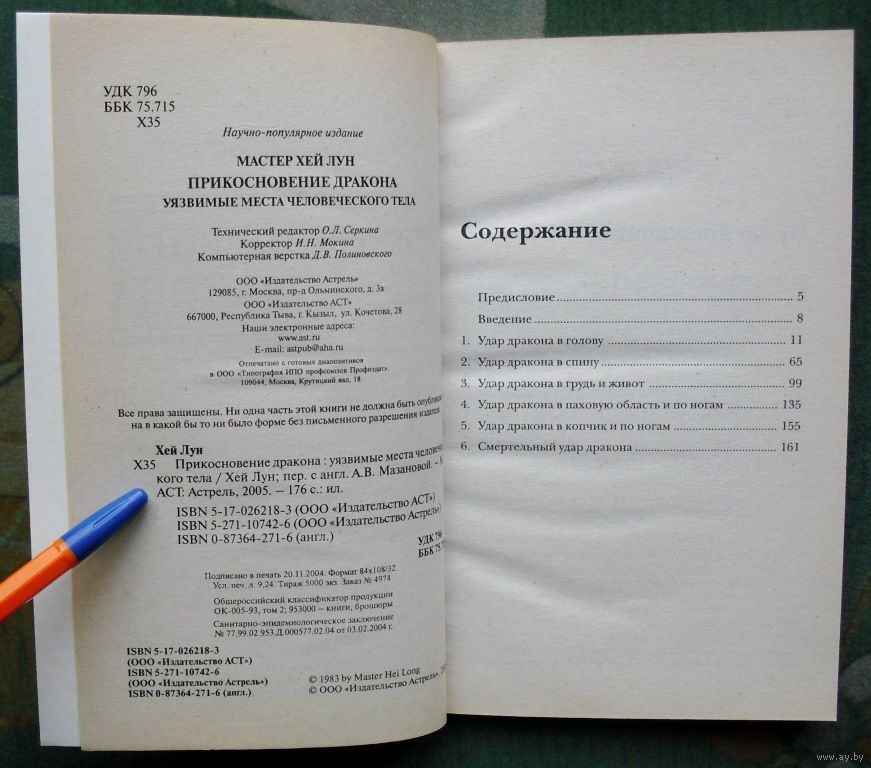 УДК 796
ББК 75.715
Х35
Научно-популярное издание
МАСТЕР ХЕЙ ЛУН
ПРИКОСНОВЕНИЕ ДРАКОНА
УЯЗВИМЫЕ МЕСТА ЧЕЛОВЕЧЕСКОГО ТЕЛА
Технический редактор О.Л. Серкина
Корректор И.Н. Мокина
Компьютерная верстка Д.В. Полиновского
ООО «Издательство Астрель»
129085, г. Москва, пр-д Ольминского, д. 3а
ООО «Издательство АСТ»
667000, Республика Тыва, г. Кызыл, ул. Кочетова, 28
Наши электронные адреса:
www.ast.ru
E-mail: astpub@aha.ru
Отпечатано с готовых диапозитивов
в ООО «Типография ИПО профсоюзов Профиздат».
109044, Москва, Крутицкий вал, 18.
Все права защищены. Ни одна часть этой книги не должна быть
на в какой бы то ни было форме без письменного разрешения
Хей Лун
Х35 Прикосновение дракона : уязвимые места
кого тела / Хей Лун; пер. с англ. А.В. Мазановой. –
АСТ: Астрель, 2005. – 176 с.: ил.
ISBN 5-17-026218-3 (ООО «Издательство АСТ»)
ISBN 5-271-10742-6 (ООО «Издательство Астрель»)
ISBN 0-87364-271-6 (англ.)
УДК 796
ББК
Подписано в печать 20.11.2004. Формат 84х108/32.
Усл. печ. л. 9,24. Тираж 5000 экз. Заказ № 4974
Общероссийский классификатор продукции
ОК-005-93, том 2; 953000 – книги, брошюры
Санитарно-эпидемиологическое заключение
№ 77.99.02.953.Д.000577.02.04 от 03.02.2004 г.
ISBN 5-17-026218-3
(ООО «Издательство АСТ»)
ISBN 5-271-10742-6
(ООО «Издательство Астрель»)
ISBN 0-87364-271-6 (англ.)
© 1983 by Master Hei Long
© ООО «Издательство Астрель»,
Содержание
Предисловие 5
Введение 8
1. Удар дракона в голову 11
2. Удар дракона в спину 65
3. Удар дракона в грудь и живот 99
4. Удар дракона в паховую область и по ногам 135
5. Удар дракона в копчик и по ногам 155
6. Смертельный удар дракона 161
www.ay.by